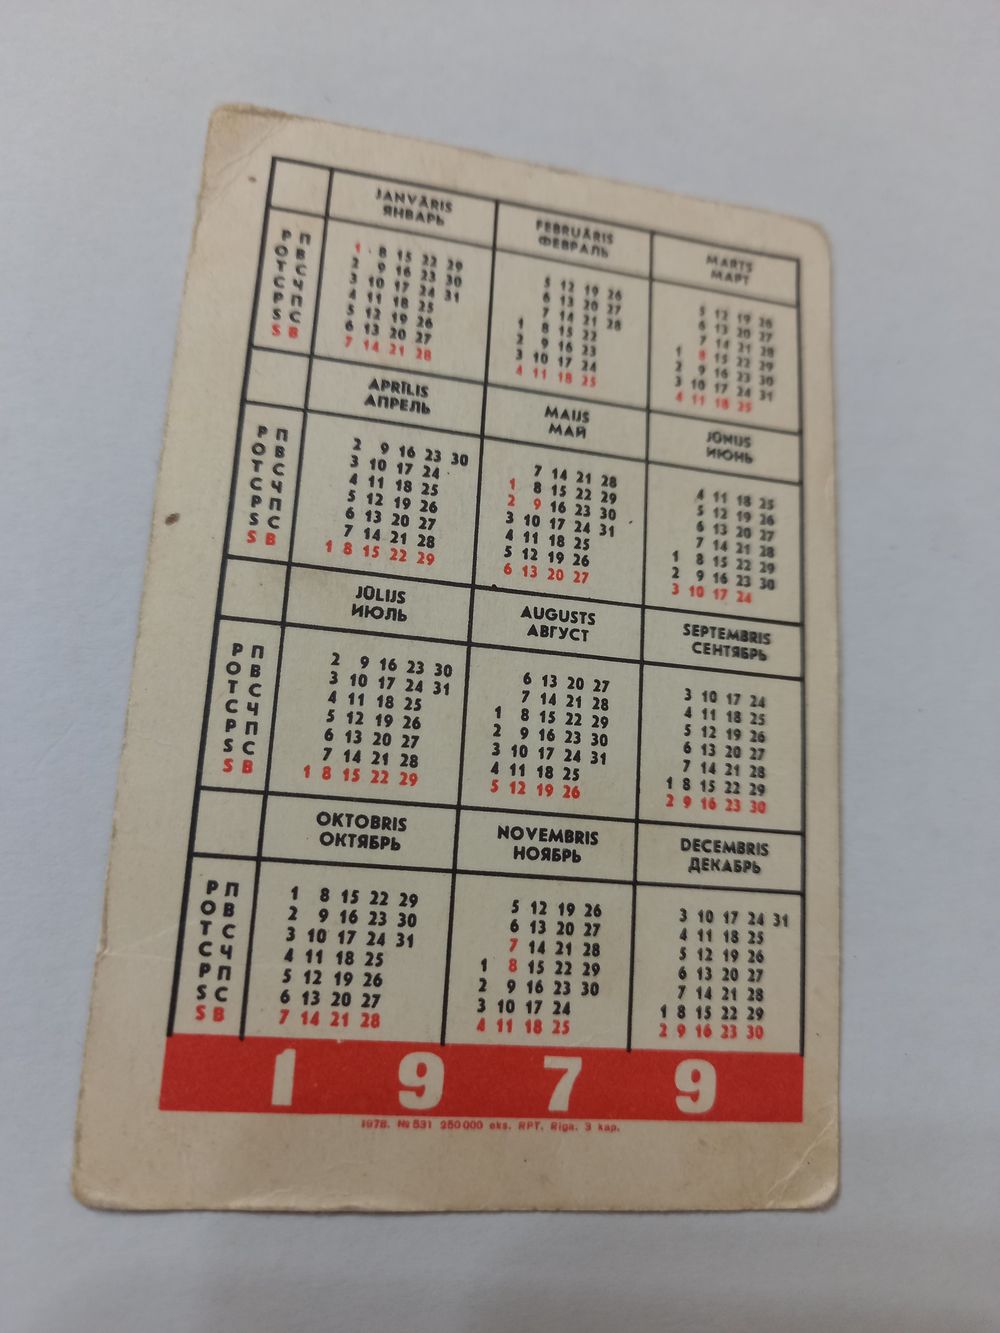 JANVĀRIS
ЯНВАРЬ
FEBRUĀRIS
ФЕВРАЛЬ
MARTS
МАРТ
P П 1 8 15 22 29
O В 2 9 16 23 30
T С 3 10 17 24 31
C Ч 4 11 18 25
P П 5 12 19 26
S С 6 13 20 27
S В 7 14 21 28
5 12 19 26
6 13 20 27
7 14 21 28
1 8 15 22
2 9 16 23
3 10 17 24
4 11 18 25
5 12 19 26
6 13 20 27
7 14 21 28
1 8 15 22 29
2 9 16 23 30
3 10 17 24 31
4 11 18 25
APRĪLIS
АПРЕЛЬ
MAIJS
МАЙ
JŪNIJS
ИЮНЬ
P П 2 9 16 23 30
O В 3 10 17 24
T С 4 11 18 25
C Ч 5 12 19 26
P П 6 13 20 27
S С 7 14 21 28
S В 1 8 15 22 29
7 14 21 28
1 8 15 22 29
2 9 16 23 30
3 10 17 24 31
4 11 18 25
5 12 19 26
6 13 20 27
4 11 18 25
5 12 19 26
6 13 20 27
7 14 21 28
1 8 15 22 29
2 9 16 23 30
3 10 17 24
JŪLIJS
ИЮЛЬ
AUGUSTS
АВГУСТ
SEPTEMBRIS
СЕНТЯБРЬ
P П 2 9 16 23 30
O В 3 10 17 24 31
T С 4 11 18 25
C Ч 5 12 19 26
P П 6 13 20 27
S С 7 14 21 28
S В 1 8 15 22 29
6 13 20 27
7 14 21 28
1 8 15 22 29
2 9 16 23 30
3 10 17 24 31
4 11 18 25
5 12 19 26
3 10 17 24
4 11 18 25
5 12 19 26
6 13 20 27
7 14 21 28
1 8 15 22 29
2 9 16 23 30
OKTOBRIS
ОКТЯБРЬ
NOVEMBRIS
НОЯБРЬ
DECEMBRIS
ДЕКАБРЬ
P П 1 8 15 22 29
O В 2 9 16 23 30
T С 3 10 17 24 31
C Ч 4 11 18 25
P П 5 12 19 26
S С 6 13 20 27
S В 7 14 21 28
5 12 19 26
6 13 20 27
7 14 21 28
1 8 15 22 29
2 9 16 23 30
3 10 17 24
4 11 18 25
3 10 17 24 31
4 11 18 25
5 12 19 26
6 13 20 27
7 14 21 28
1 8 15 22 29
2 9 16 23 30
1979
1978. № 531 250 000 eks. RPT. Rīga. 3 kap.